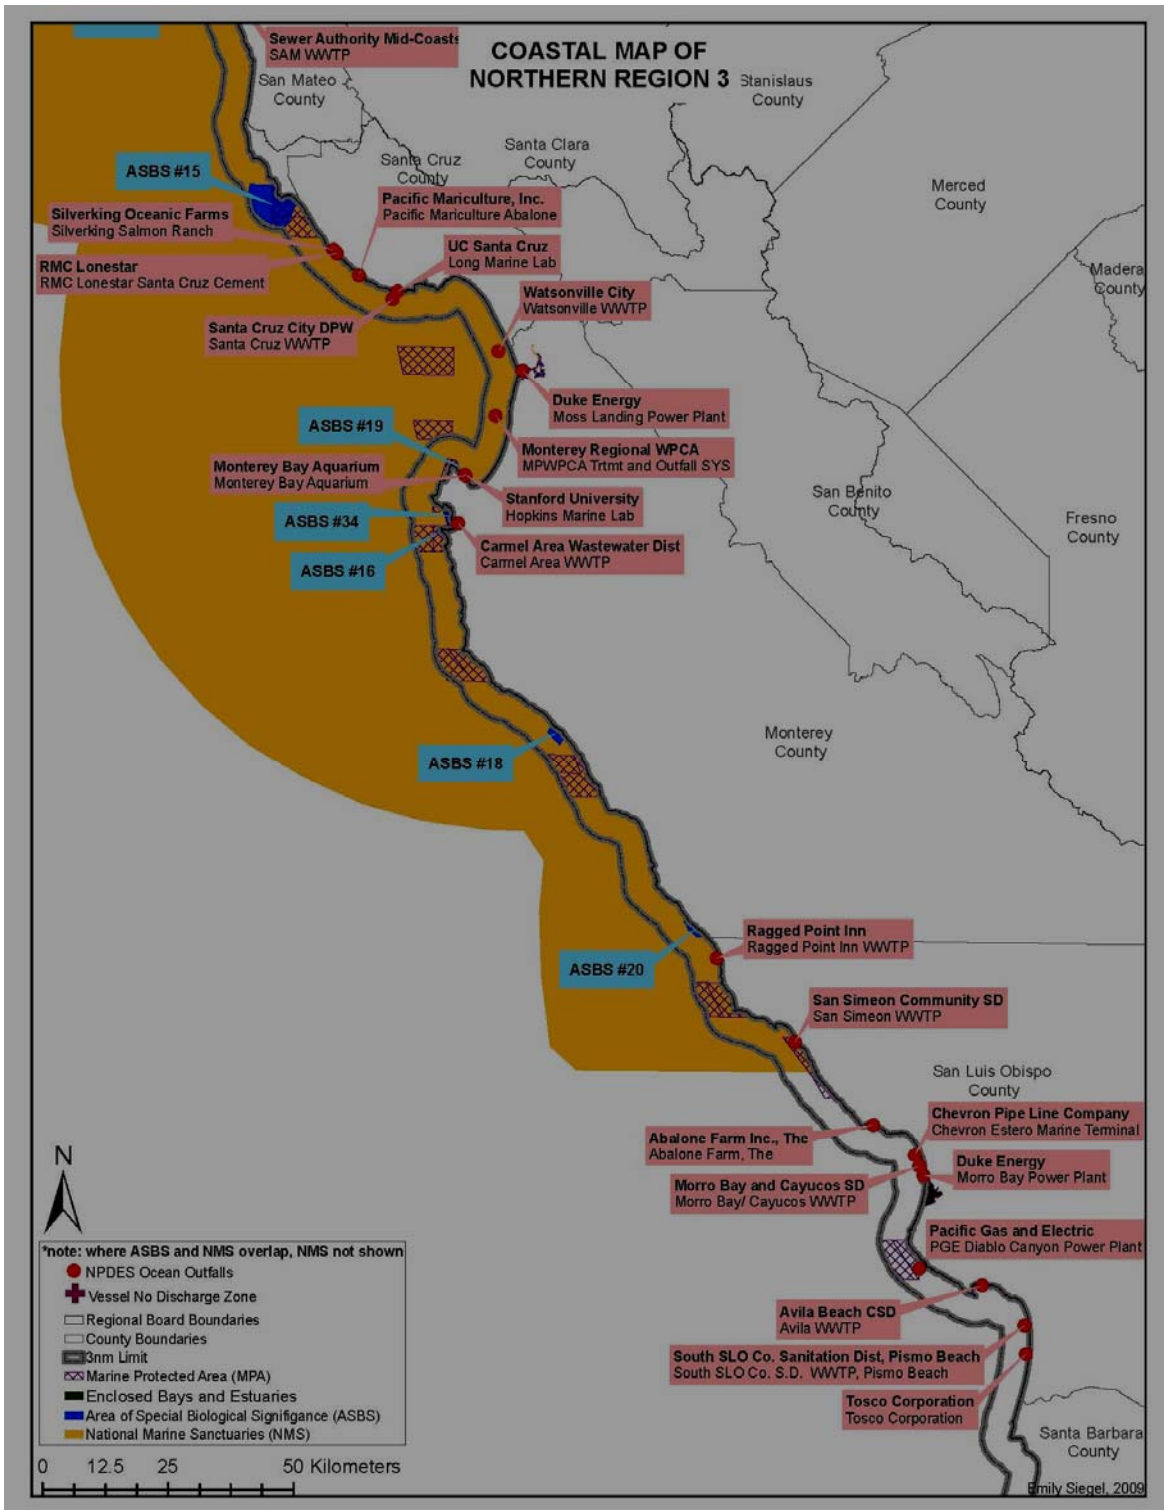 Sewer Authority Mid-Coasts
SAM WWTP
COASTAL MAP OF
NORTHERN REGION 3
San Mateo
County
Stanislaus
County
Santa Clara
County
Santa Cruz
County
ASBS #15
Merced
County
Pacific Mariculture, Inc.
Pacific Mariculture Abalone
Silverking Oceanic Farms
Silverking Salmon Ranch
UC Santa Cruz
Long Marine Lab
RMC Lonestar
RMC Lonestar Santa Cruz Cement
Madera
County
Watsonville City
Watsonville WWTP
Santa Cruz City DPW
Santa Cruz WWTP
Duke Energy
Moss Landing Power Plant
ASBS #19
Monterey Regional WPCA
MPWPCA Trtmt and Outfall SYS
Monterey Bay Aquarium
Monterey Bay Aquarium
Stanford University
Hopkins Marine Lab
San Benito
County
ASBS #34
Fresno
County
Carmel Area Wastewater Dist
Carmel Area WWTP
ASBS #16
Monterey
County
ASBS #18
Ragged Point Inn
Ragged Point Inn WWTP
ASBS #20
San Simeon Community SD
San Simeon WWTP
San Luis Obispo
County
Chevron Pipe Line Company
Chevron Estero Marine Terminal
Abalone Farm Inc., The
Abalone Farm, The
Duke Energy
Morro Bay Power Plant
Morro Bay and Cayucos SD
Morro Bay/ Cayucos WWTP
Pacific Gas and Electric
PGE Diablo Canyon Power Plant
Avila Beach CSD
Avila WWTP
South SLO Co. Sanitation Dist, Pismo Beach
South SLO Co. S.D. WWTP, Pismo Beach
Tosco Corporation
Tosco Corporation
Santa Barbara
County
N
*note: where ASBS and NMS overlap, NMS not shown
NPDES Ocean Outfalls
Vessel No Discharge Zone
Regional Board Boundaries
County Boundaries
3nm Limit
Marine Protected Area (MPA)
Enclosed Bays and Estuaries
Area of Special Biological Signifigance (ASBS)
National Marine Sanctuaries (NMS)
0 12.5 25 50 Kilometers
Emily Siegel, 2009